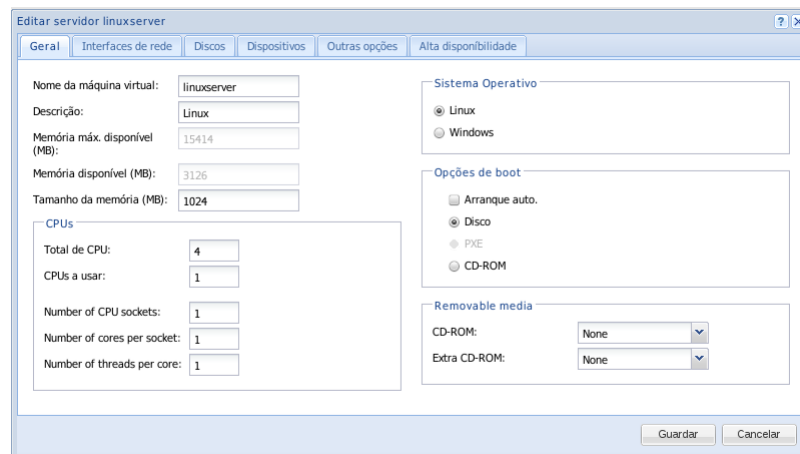 Editar servidor linuxserver
Geral
Interfaces de rede
Discos
Dispositivos
Outras opções
Alta disponíbilidade
Nome da máquina virtual: linuxserver
Descrição: Linux
Memória máx. disponível
(MB): 15414
Memória disponível (MB): 3126
Tamanho da memória (MB): 1024
CPUs
Total de CPU: 4
CPUs a usar: 1
Number of CPU sockets: 1
Number of cores per socket: 1
Number of threads per core: 1
Sistema Operativo
Linux
Windows
Opções de boot
Arranque auto.
Disco
PXE
CD-ROM
Removable media
CD-ROM: None
Extra CD-ROM: None
Guardar
Cancelar